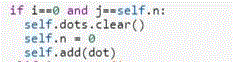 if i==0 and j==self.n:
  self.dots.clear()
  self.n = 0
  self.add(dot)